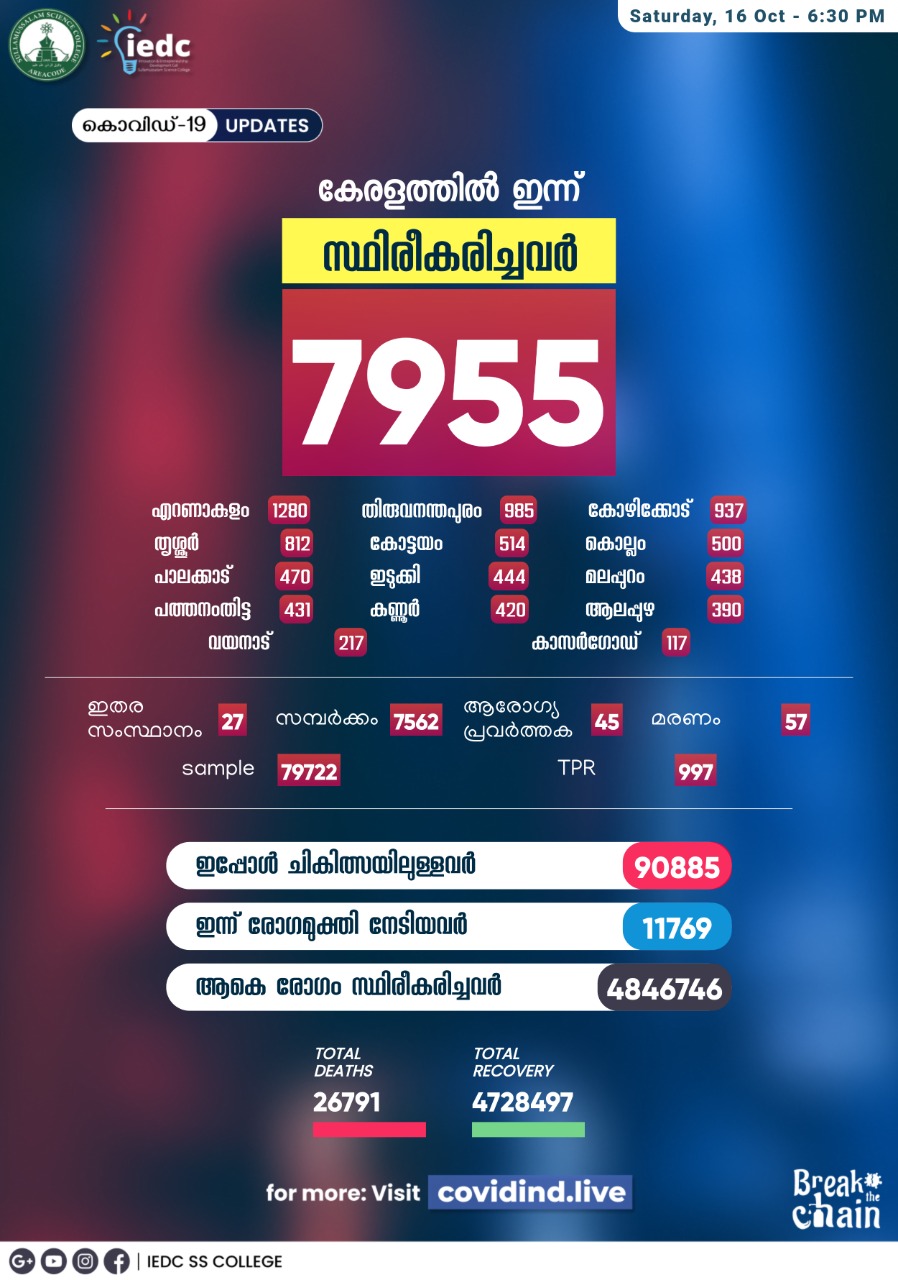 Saturday, 16 Oct - 6:30 PM
SULLAMUSSALAM SCIENCE COLLEGE
AREACODE
iedc
കൊവിഡ്-19 UPDATES
കേരളത്തിൽ ഇന്ന്
സ്ഥിരീകരിച്ചവർ
7955
എറണാകുളം 1280 തിരുവനന്തപുരം 985 കോഴിക്കോട് 937
തൃശ്ശൂർ 812 കോട്ടയം 514 കൊല്ലം 500
പാലക്കാട് 470 ഇടുക്കി 444 മലപ്പുറം 438
പത്തനംതിട്ട 431 കണ്ണൂർ 420 ആലപ്പുഴ 390
വയനാട് 217 കാസർഗോഡ് 117
ഇതര സംസ്ഥാനം 27 സമ്പർക്കം 7562 ആരോഗ്യ പ്രവർത്തക 45 മരണം 57
sample 79722 TPR 997
ഇപ്പോൾ ചികിത്സയിലുള്ളവർ 90885
ഇന്ന് രോഗമുക്തി നേടിയവർ 11769
ആകെ രോഗം സ്ഥിരീകരിച്ചവർ 4846746
TOTAL DEATHS
26791
TOTAL RECOVERY
4728497
for more: Visit covidind.live
Break the chain
G+ f | IEDC SS COLLEGE